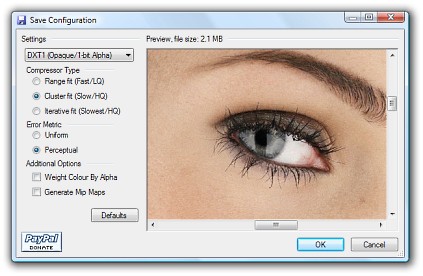 Save Configuration
Settings
Preview, file size: 2.1 MB
DXT1 (Opaque/1-bit Alpha)
Compressor Type
Range fit (Fast/LQ)
Cluster fit (Slow/HQ)
Iterative fit (Slowest/HQ)
Error Metric
Uniform
Perceptual
Additional Options
Weight Colour By Alpha
Generate Mip Maps
Defaults
PayPal
DONATE
OK
Cancel